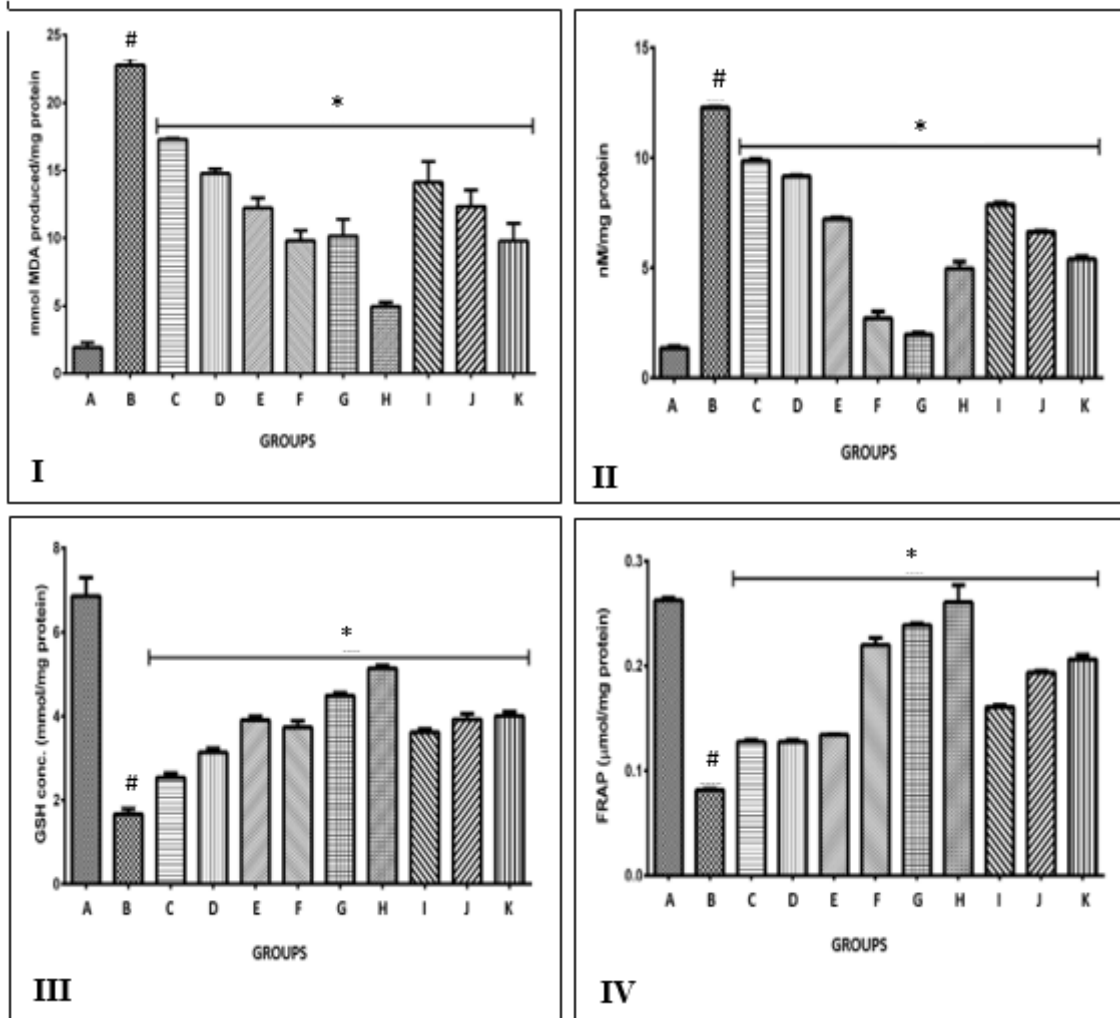 #
*
mmol MDA produced/mg protein
25
20
15
10
5
0
A B C D E F G H I J K
GROUPS
I
#
*
nM/mg protein
15
10
5
0
A B C D E F G H I J K
GROUPS
II
*
#
GSH conc. (mmol/mg protein)
8
6
4
2
0
A B C D E F G H I J K
GROUPS
III
*
#
FRAP (μmol/mg protein)
0.3
0.2
0.1
0.0
A B C D E F G H I J K
GROUPS
IV